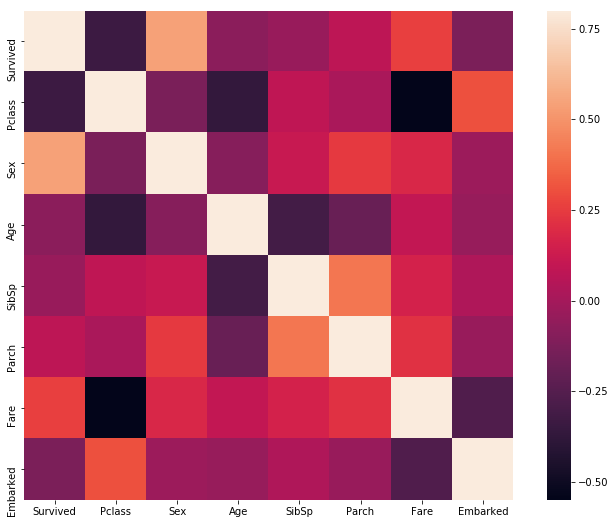 Survived
Pclass
Sex
Age
SibSp
Parch
Fare
Embarked
Survived Pclass Sex Age SibSp Parch Fare Embarked
0.75
0.50
0.25
0.00
−0.25
−0.50